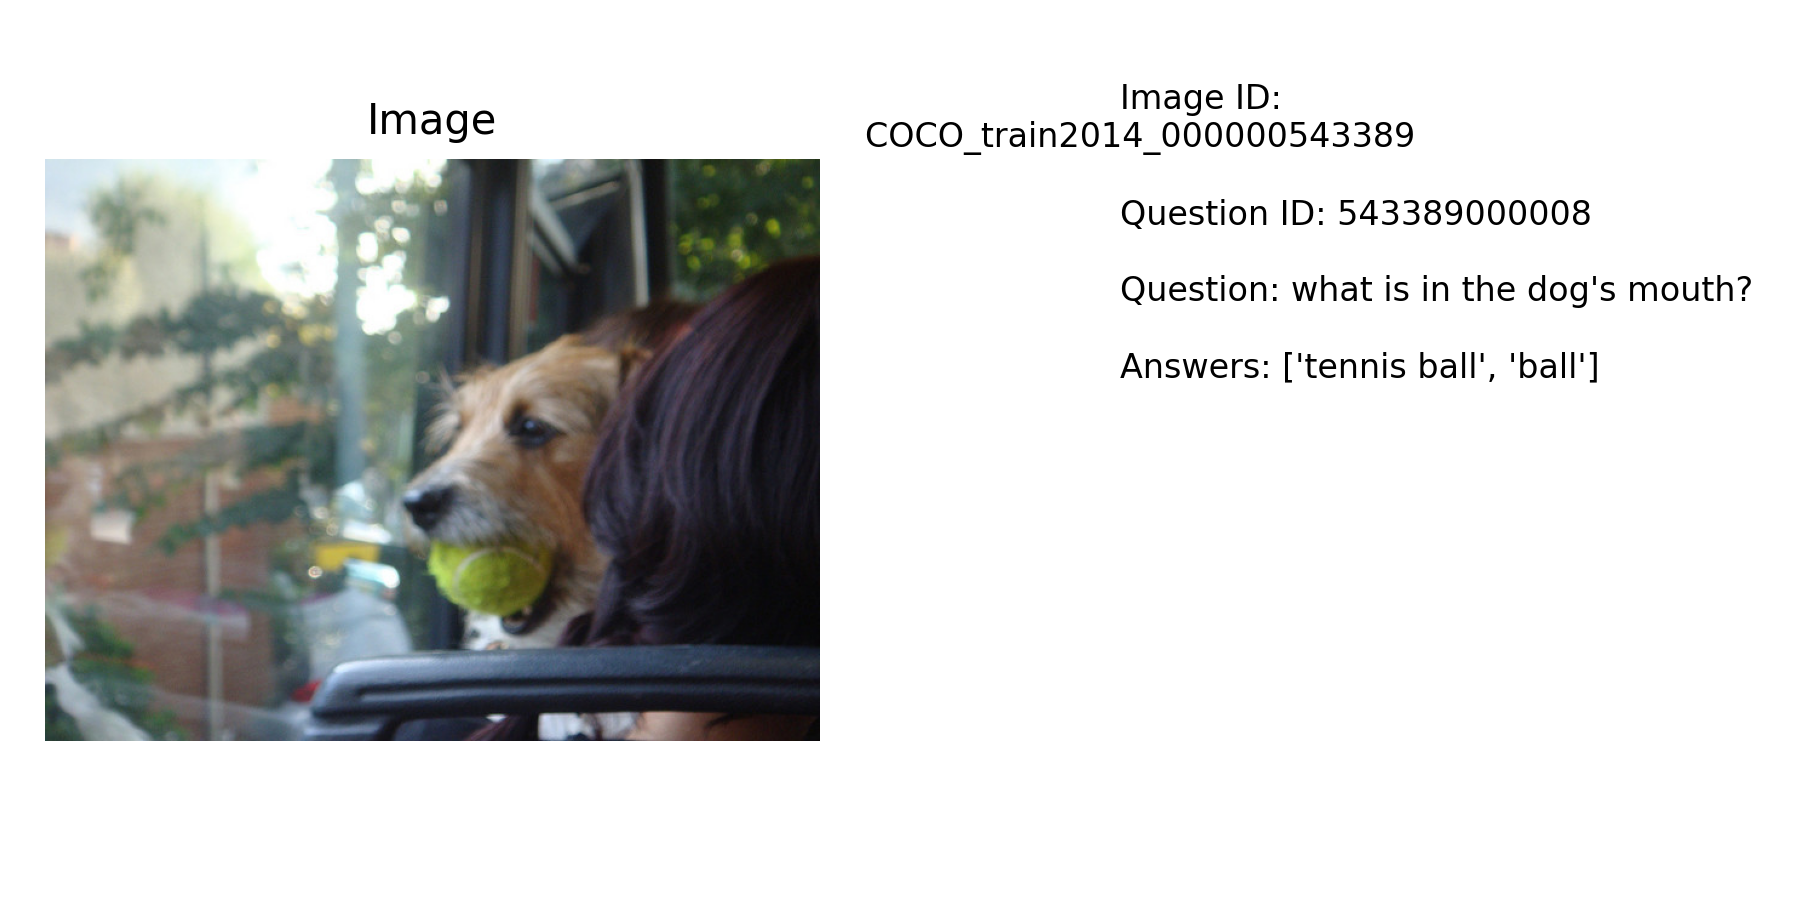 Image
Image ID:
COCO_train2014_000000543389
Question ID: 543389000008
Question: what is in the dog's mouth?
Answers: ['tennis ball', 'ball']